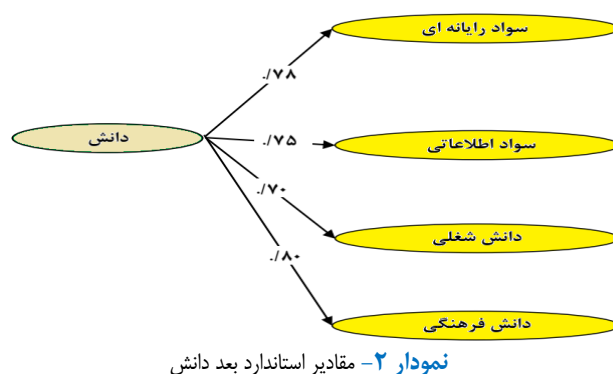 سواد رایانه ای
./۷۸
دانش
./۷۵
سواد اطلاعاتی
./۷۰
دانش شغلی
./۸۰
دانش فرهنگی
نمودار ۲- مقادیر استاندارد بعد دانش